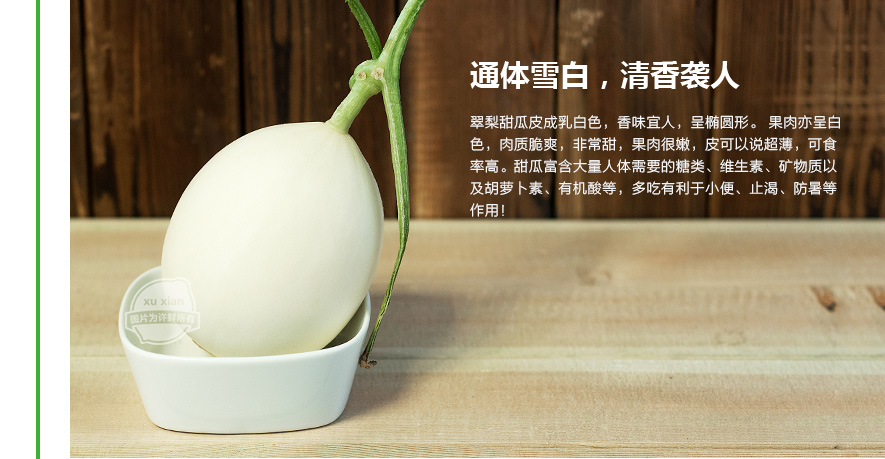 通体雪白，清香袭人
翠梨甜瓜皮成乳白色，香味宜人，呈椭圆形。 果肉亦呈白
色，肉质脆爽，非常甜，果肉很嫩，皮可以说超薄，可食
率高。甜瓜富含大量人体需要的糖类、维生素、矿物质以
及胡萝卜素、有机酸等，多吃有利于小便、止渴、防暑等
作用！
xu xian
图片为许鲜所有